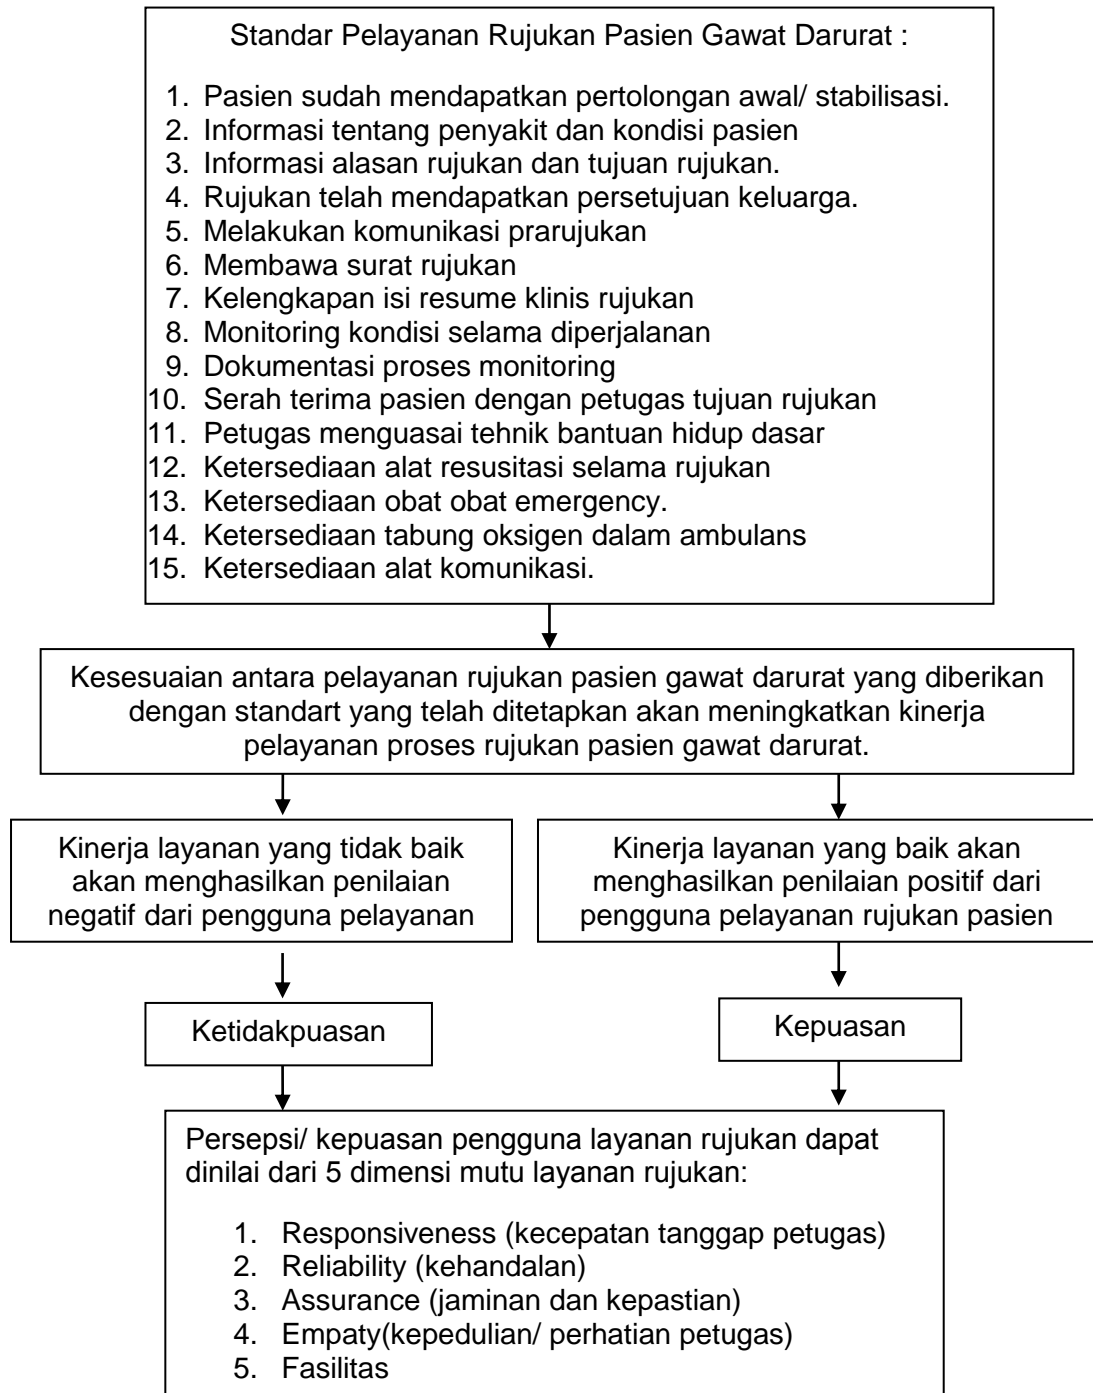 Standar Pelayanan Rujukan Pasien Gawat Darurat :
1. Pasien sudah mendapatkan pertolongan awal/ stabilisasi.
2. Informasi tentang penyakit dan kondisi pasien
3. Informasi alasan rujukan dan tujuan rujukan.
4. Rujukan telah mendapatkan persetujuan keluarga.
5. Melakukan komunikasi prarujukan
6. Membawa surat rujukan
7. Kelengkapan isi resume klinis rujukan
8. Monitoring kondisi selama diperjalanan
9. Dokumentasi proses monitoring
10. Serah terima pasien dengan petugas tujuan rujukan
11. Petugas menguasai tehnik bantuan hidup dasar
12. Ketersediaan alat resusitasi selama rujukan
13. Ketersediaan obat obat emergency.
14. Ketersediaan tabung oksigen dalam ambulans
15. Ketersediaan alat komunikasi.
Kesesuaian antara pelayanan rujukan pasien gawat darurat yang diberikan
dengan standart yang telah ditetapkan akan meningkatkan kinerja
pelayanan proses rujukan pasien gawat darurat.
Kinerja layanan yang tidak baik
akan menghasilkan penilaian
negatif dari pengguna pelayanan
Kinerja layanan yang baik akan
menghasilkan penilaian positif dari
pengguna pelayanan rujukan pasien
Ketidakpuasan
Kepuasan
Persepsi/ kepuasan pengguna layanan rujukan dapat
dinilai dari 5 dimensi mutu layanan rujukan:
1. Responsiveness (kecepatan tanggap petugas)
2. Reliability (kehandalan)
3. Assurance (jaminan dan kepastian)
4. Empaty(kepedulian/ perhatian petugas)
5. Fasilitas